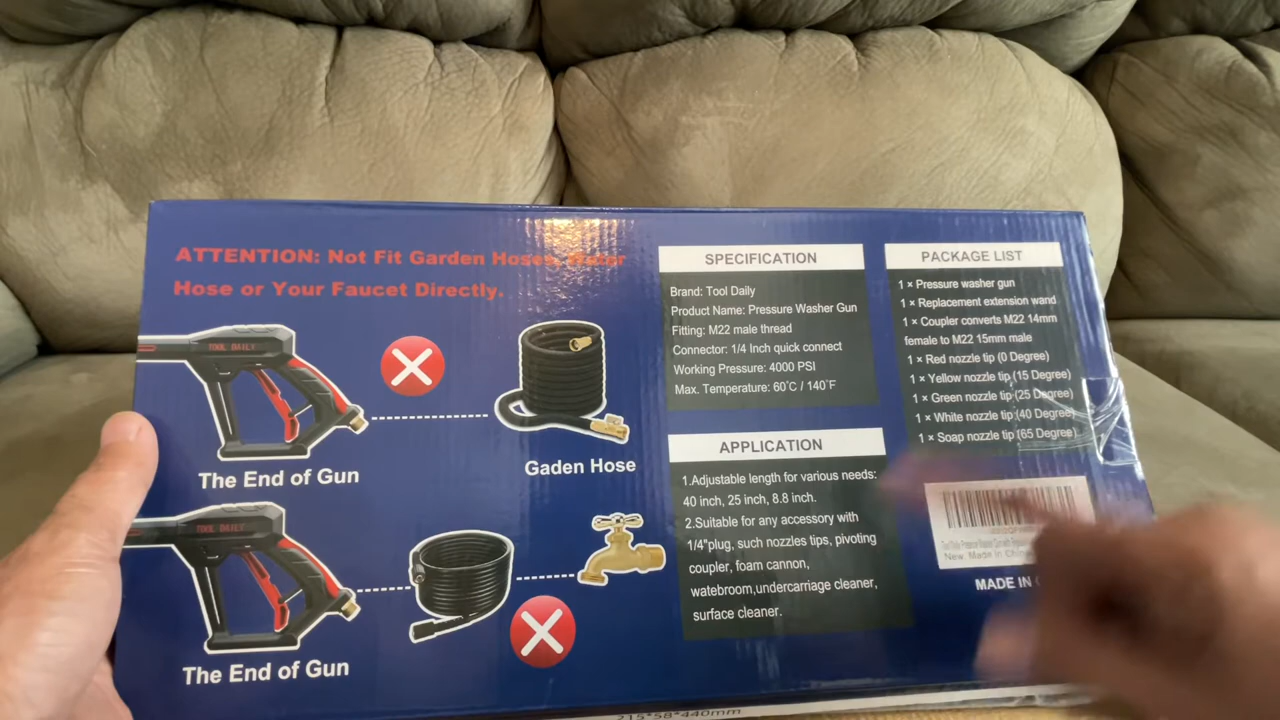 ATTENTION: Not Fit Garden Hoses, Water
Hose or Your Faucet Directly.
TOOL DAILY
The End of Gun
Gaden Hose
TOOL DAILY
The End of Gun
SPECIFICATION
Brand: Tool Daily
Product Name: Pressure Washer Gun
Fitting: M22 male thread
Connector: 1/4 Inch quick connect
Working Pressure: 4000 PSI
Max. Temperature: 60°C / 140°F
APPLICATION
1.Adjustable length for various needs:
40 inch, 25 inch, 8.8 inch.
2.Suitable for any accessory with
1/4"plug, such nozzles tips, pivoting
coupler, foam cannon,
waterbroom,undercarriage cleaner,
surface cleaner.
PACKAGE LIST
1 × Pressure washer gun
1 × Replacement extension wand
1 × Coupler converts M22 14mm
female to M22 15mm male
1 × Red nozzle tip (0 Degree)
1 × Yellow nozzle tip (15 Degree)
1 × Green nozzle tip (25 Degree)
1 × White nozzle tip (40 Degree)
1 × Soap nozzle tip (65 Degree)
New. Made in China
MADE IN
215*58*440mm